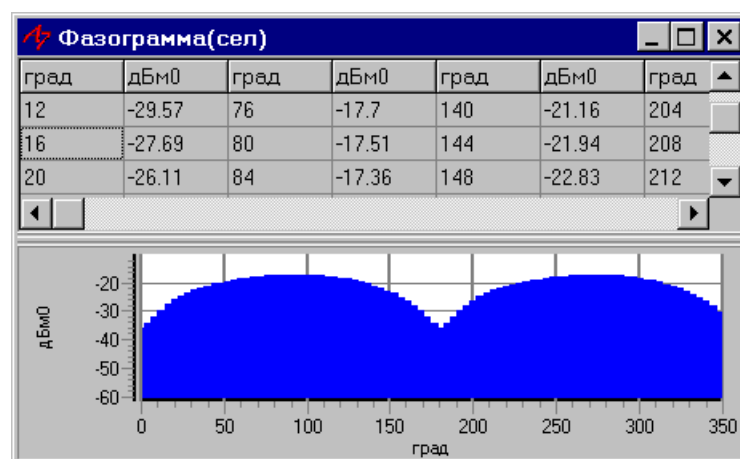 Фазограмма(сел)
град дБм0 град дБм0 град дБм0 град
12 -29.57 76 -17.7 140 -21.16 204
16 -27.69 80 -17.51 144 -21.94 208
20 -26.11 84 -17.36 148 -22.83 212
-20
-30
-40
-50
-60
дБм0
0 50 100 150 200 250 300 350
град